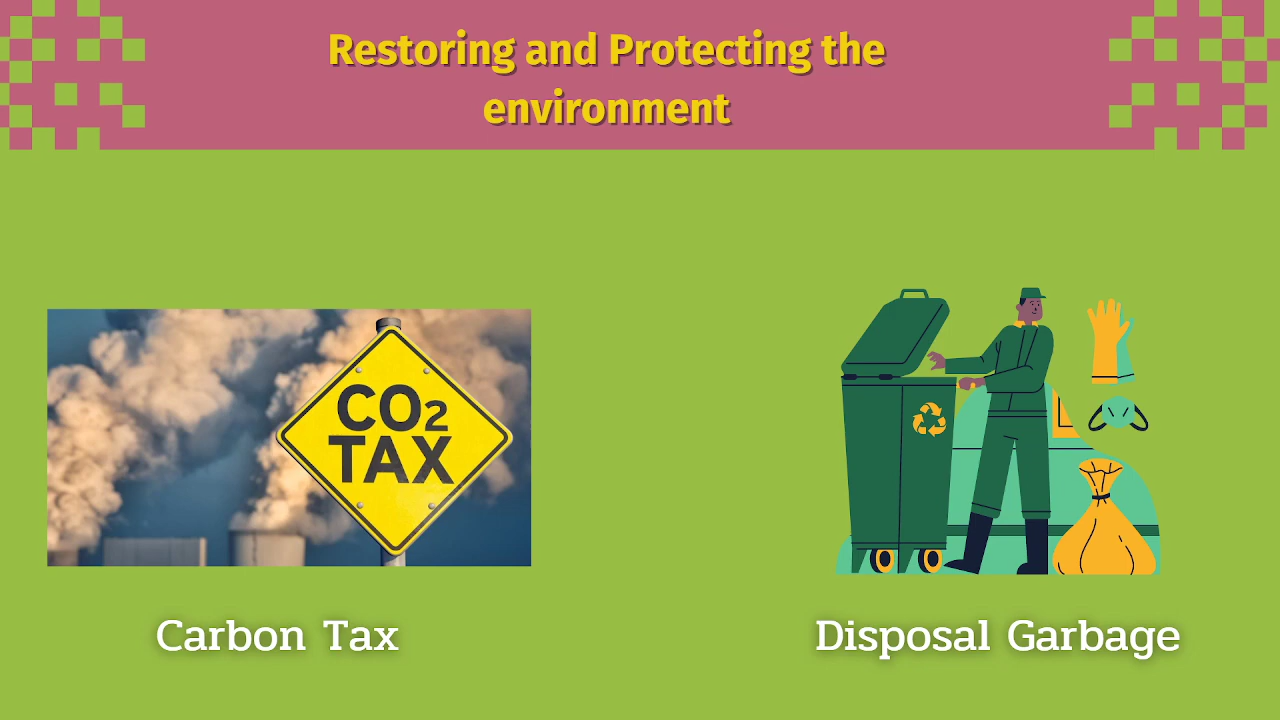 Restoring and Protecting the
environment
CO2
TAX
Carbon Tax
Disposal Garbage